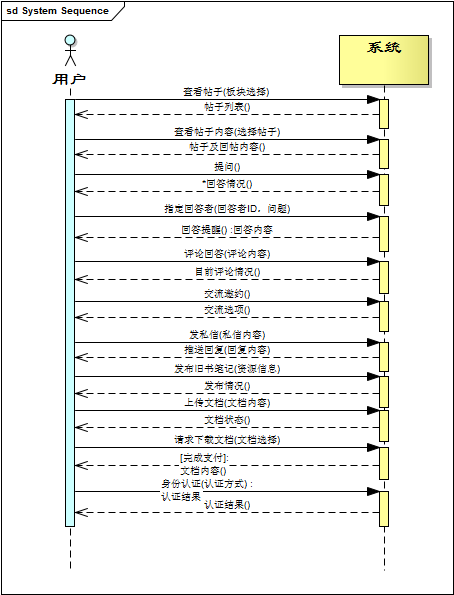 sd System Sequence
用户
系统
查看帖子(板块选择)
帖子列表()
查看帖子内容(选择帖子)
帖子及回帖内容()
提问()
*回答情况()
指定回答者(回答者ID，问题)
回答提醒() :回答内容
评论回答(评论内容)
目前评论情况()
交流邀约()
交流选项()
发私信(私信内容)
推送回复(回复内容)
发布旧书笔记(资源信息)
发布情况()
上传文档(文档内容)
文档状态()
请求下载文档(文档选择)
[完成支付]:
文档内容()
身份认证(认证方式) :
认证结果
认证结果()